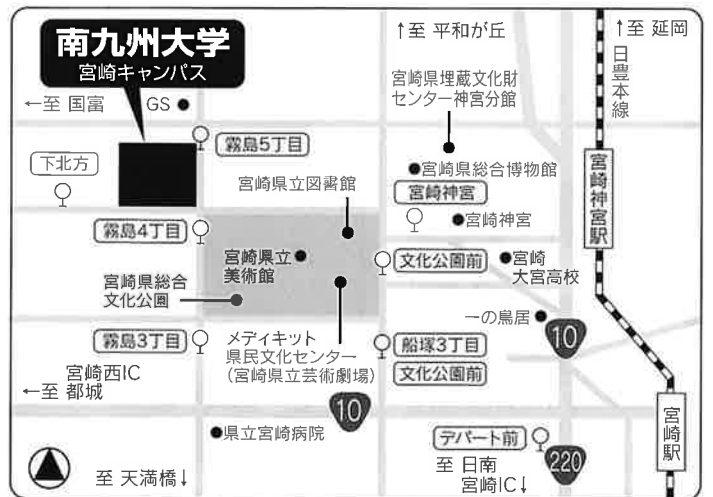 南九州大学
宮崎キャンパス
↑至 平和が丘
↑至 延岡
日豊本線
←至 国富
GS
宮崎県埋蔵文化財
センター神宮分館
霧島5丁目
下北方
宮崎県立図書館
宮崎県総合博物館
宮崎神宮
宮崎神宮
宮崎神宮駅
霧島4丁目
宮崎県立
美術館
文化公園前
宮崎
大宮高校
宮崎県総合
文化公園
一の鳥居
10
霧島3丁目
メディキット
県民文化センター
（宮崎県立芸術劇場）
船塚3丁目
文化公園前
宮崎西IC
←至 都城
10
宮崎駅
県立宮崎病院
デパート前
至 天満橋↓
至 日南
宮崎IC↓
220